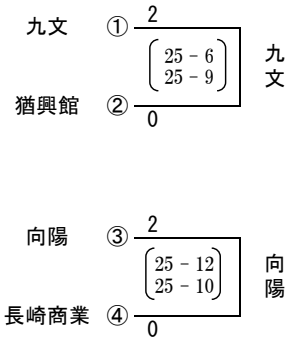 九文 ① 2
25 - 6
25 - 9
九文
猶興館 ② 0
向陽 ③ 2
25 - 12
25 - 10
向陽
長崎商業 ④ 0